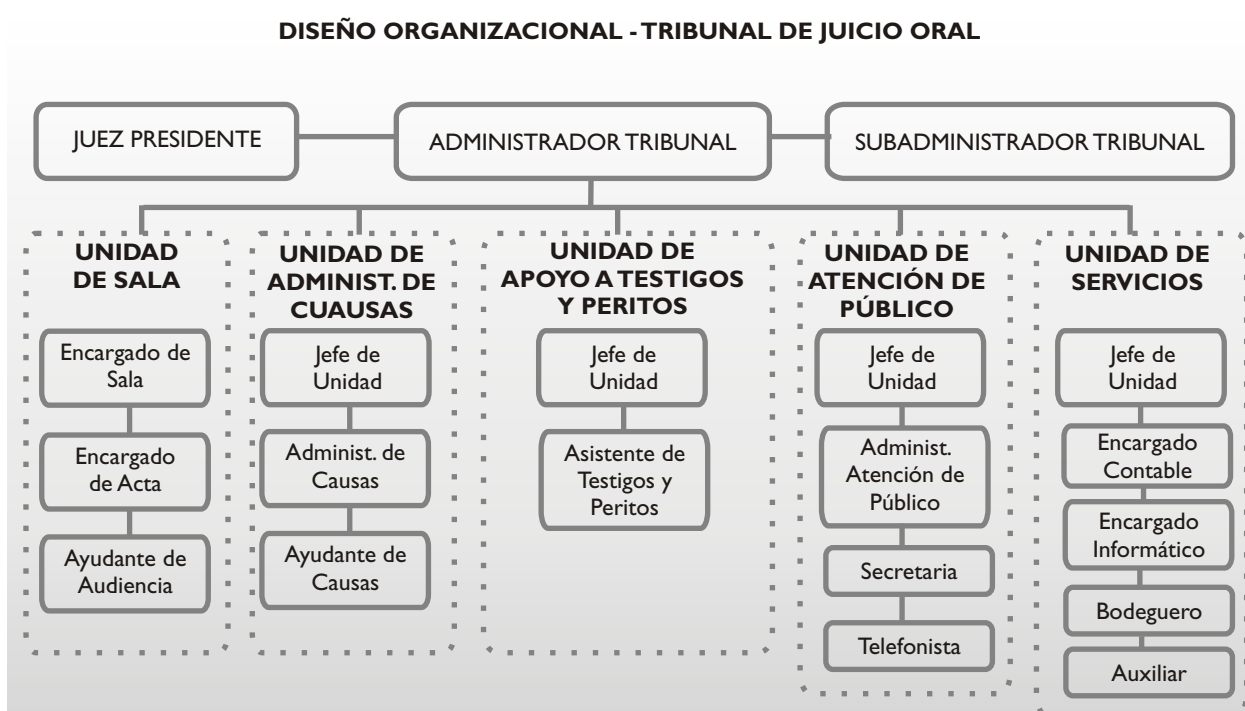 DISEÑO ORGANIZACIONAL - TRIBUNAL DE JUICIO ORAL
JUEZ PRESIDENTE
ADMINISTRADOR TRIBUNAL
SUBADMINISTRADOR TRIBUNAL
UNIDAD
DE SALA
Encargado de
Sala
Encargado
de Acta
Ayudante de
Audiencia
UNIDAD DE
ADMINIST. DE
CUAUSAS
Jefe de
Unidad
Administ. de
Causas
Ayudante de
Causas
UNIDAD DE
APOYO A TESTIGOS
Y PERITOS
Jefe de
Unidad
Asistente de
Testigos y
Peritos
UNIDAD DE
ATENCIÓN DE
PÚBLICO
Jefe de
Unidad
Administ.
Atención de
Público
Secretaria
Telefonista
UNIDAD DE
SERVICIOS
Jefe de
Unidad
Encargado
Contable
Encargado
Informático
Bodeguero
Auxiliar